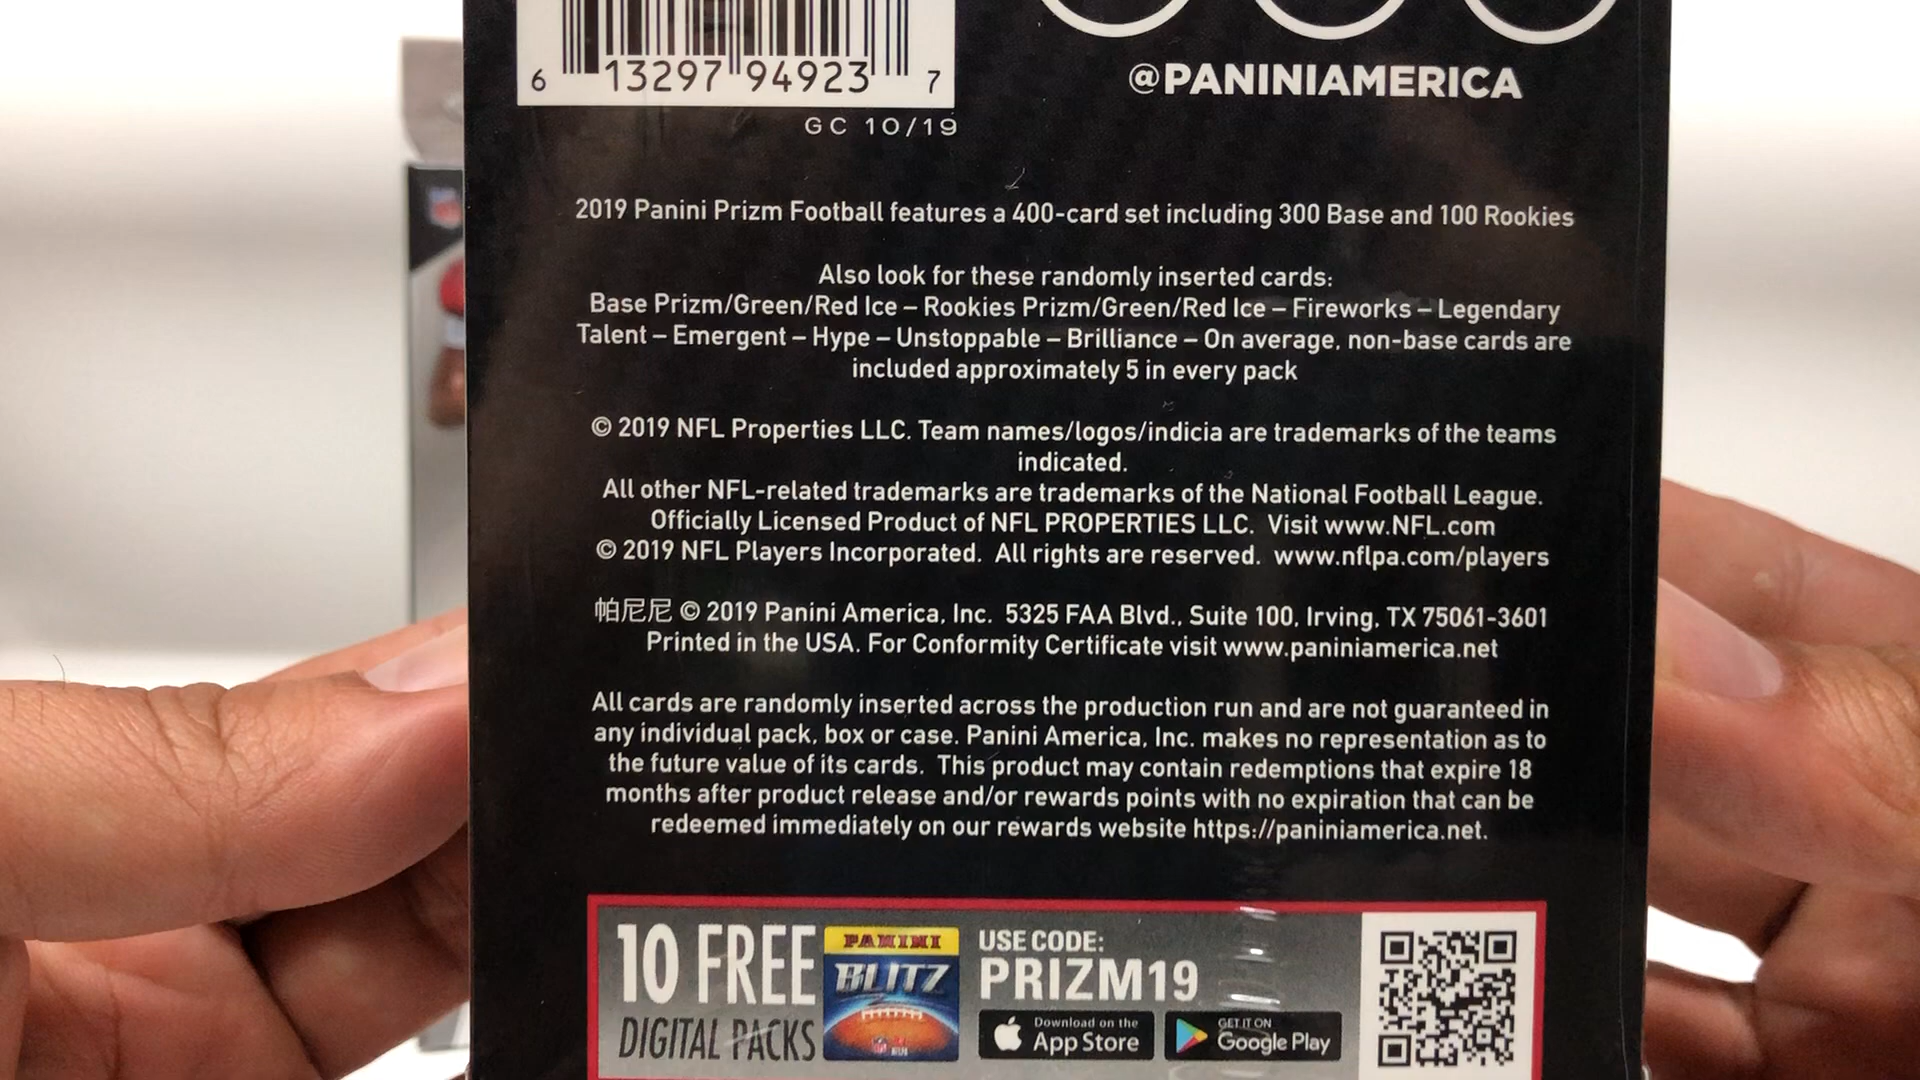 6 13297 94923 7
@PANINIAMERICA
GC 10/19
2019 Panini Prizm Football features a 400-card set including 300 Base and 100 Rookies
Also look for these randomly inserted cards:
Base Prizm/Green/Red Ice – Rookies Prizm/Green/Red Ice – Fireworks – Legendary
Talent – Emergent – Hype – Unstoppable – Brilliance – On average, non-base cards are
included approximately 5 in every pack
© 2019 NFL Properties LLC. Team names/logos/indicia are trademarks of the teams
indicated.
All other NFL-related trademarks are trademarks of the National Football League.
Officially Licensed Product of NFL PROPERTIES LLC. Visit www.NFL.com
© 2019 NFL Players Incorporated. All rights are reserved. www.nflpa.com/players
帕尼尼 © 2019 Panini America, Inc. 5325 FAA Blvd., Suite 100, Irving, TX 75061-3601
Printed in the USA. For Conformity Certificate visit www.paniniamerica.net
All cards are randomly inserted across the production run and are not guaranteed in
any individual pack, box or case. Panini America, Inc. makes no representation as to
the future value of its cards. This product may contain redemptions that expire 18
months after product release and/or rewards points with no expiration that can be
redeemed immediately on our rewards website https://paniniamerica.net.
10 FREE
DIGITAL PACKS
PANINI
BLITZ
USE CODE:
PRIZM19
Download on the
App Store
GET IT ON
Google Play